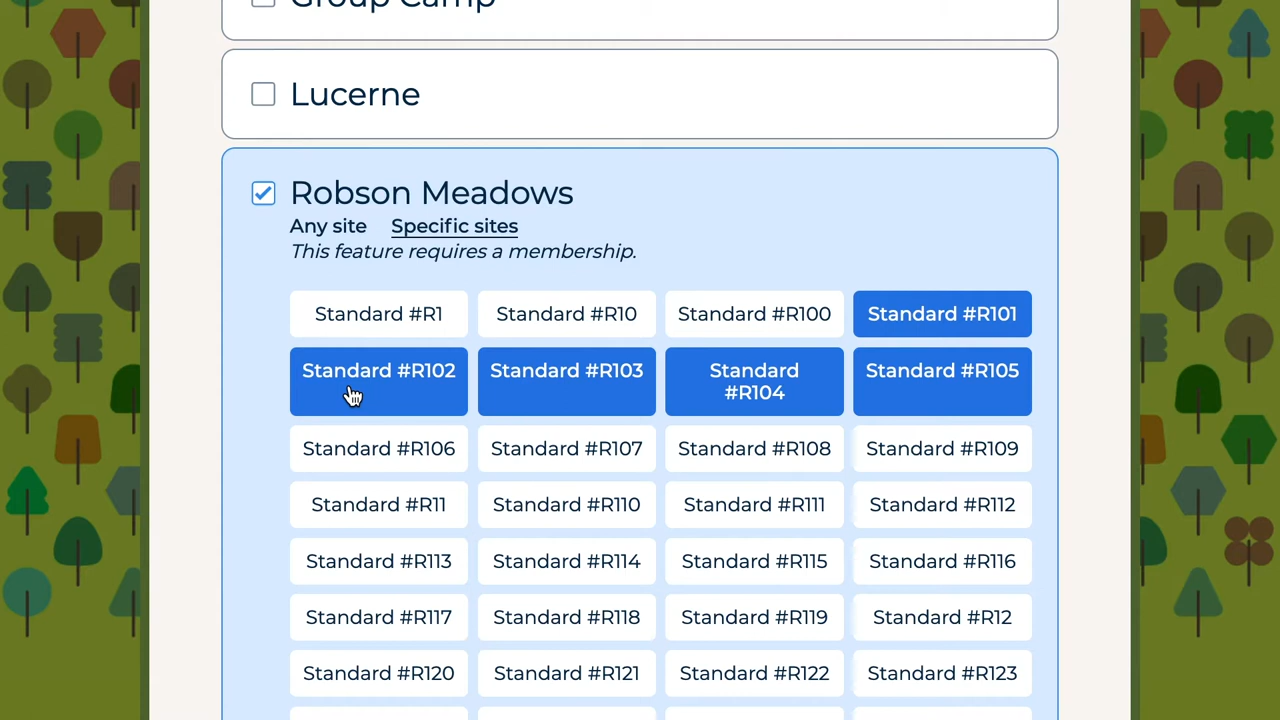 Group Camp
Lucerne
Robson Meadows
Any site Specific sites
This feature requires a membership.
Standard #R1 Standard #R10 Standard #R100 Standard #R101
Standard #R102 Standard #R103 Standard #R104 Standard #R105
Standard #R106 Standard #R107 Standard #R108 Standard #R109
Standard #R11 Standard #R110 Standard #R111 Standard #R112
Standard #R113 Standard #R114 Standard #R115 Standard #R116
Standard #R117 Standard #R118 Standard #R119 Standard #R12
Standard #R120 Standard #R121 Standard #R122 Standard #R123